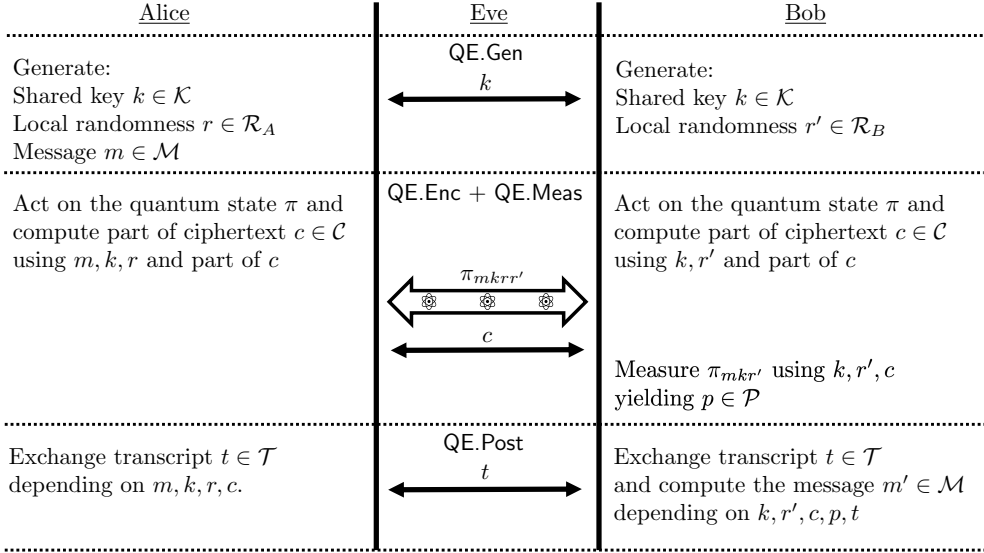 Alice
Eve
Bob
QE.Gen
k
Generate:
Shared key k ∈ 𝒦
Local randomness r ∈ ℛ_A
Message m ∈ ℳ
Generate:
Shared key k ∈ 𝒦
Local randomness r′ ∈ ℛ_B
QE.Enc + QE.Meas
Act on the quantum state π and
compute part of ciphertext c ∈ 𝒞
using m, k, r and part of c
Act on the quantum state π and
compute part of ciphertext c ∈ 𝒞
using k, r′ and part of c
π_{mkrr′}
c
Measure π_{mkr′} using k, r′, c
yielding p ∈ 𝒫
QE.Post
t
Exchange transcript t ∈ 𝒯
depending on m, k, r, c.
Exchange transcript t ∈ 𝒯
and compute the message m′ ∈ ℳ
depending on k, r′, c, p, t